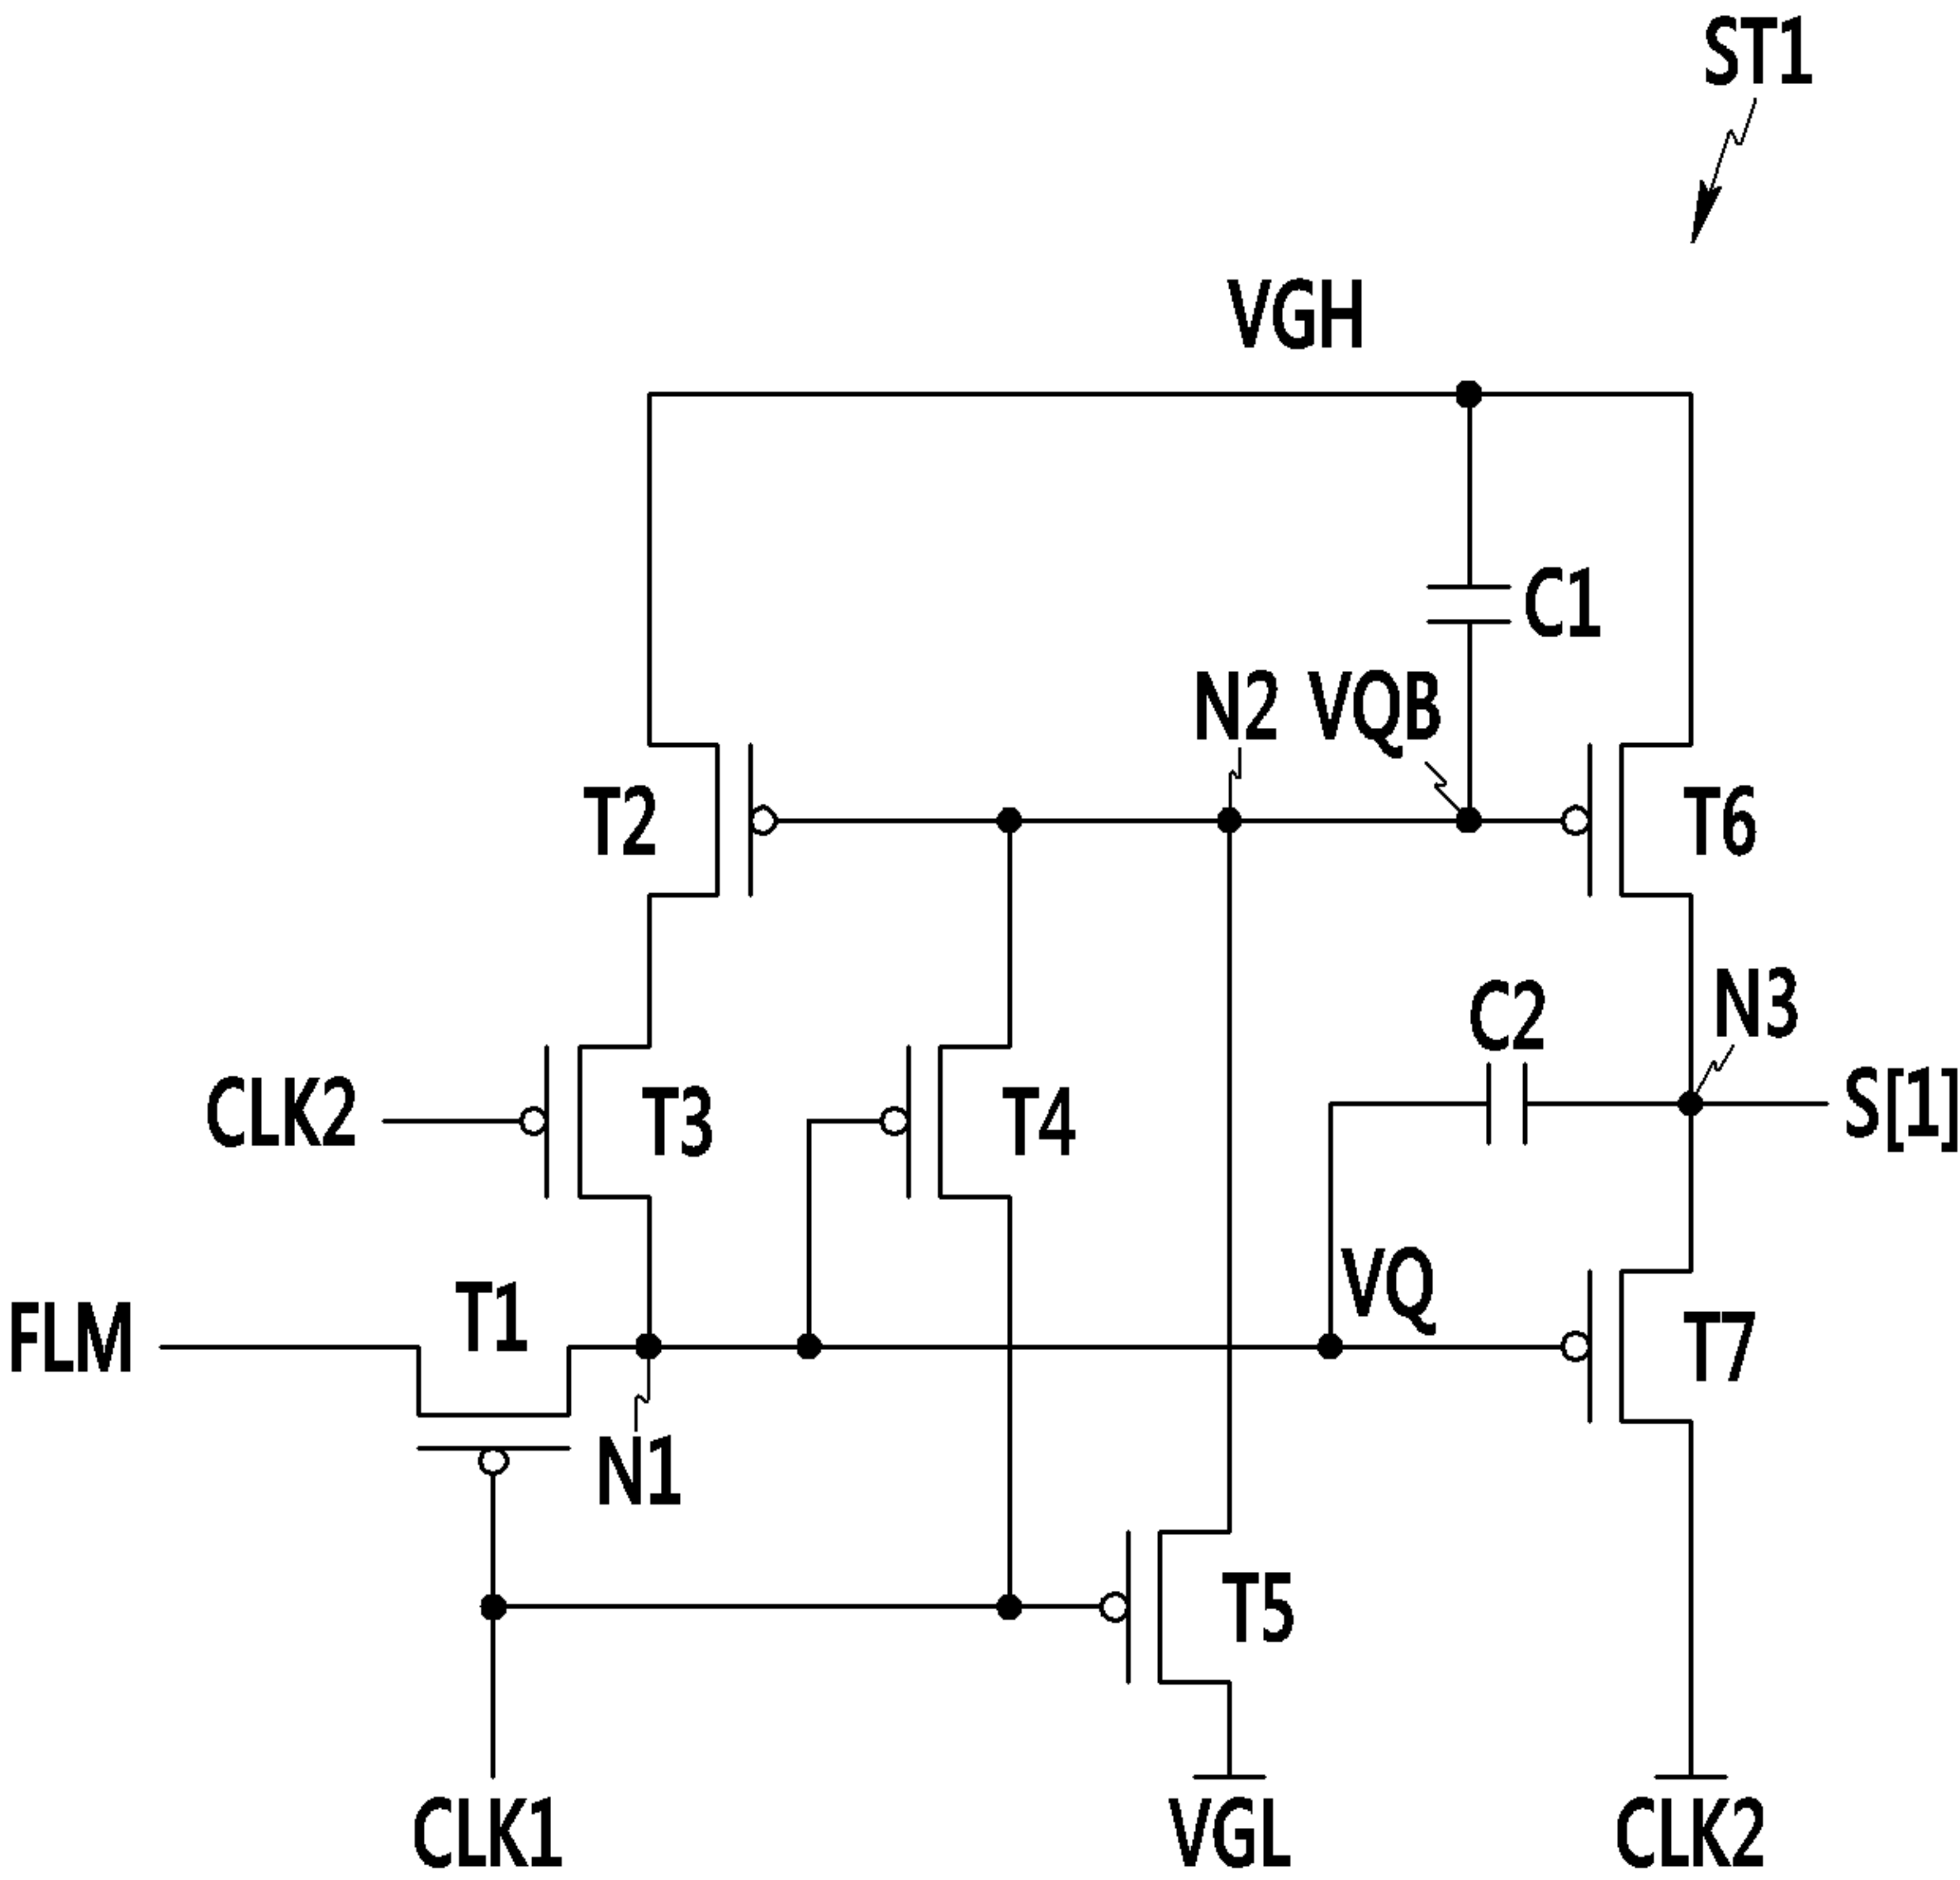 ST1
VGH
C1
N2 VQB
T2
T6
C2
N3
CLK2
T3
T4
S[1]
VQ
FLM
T1
T7
N1
T5
CLK1
VGL
CLK2